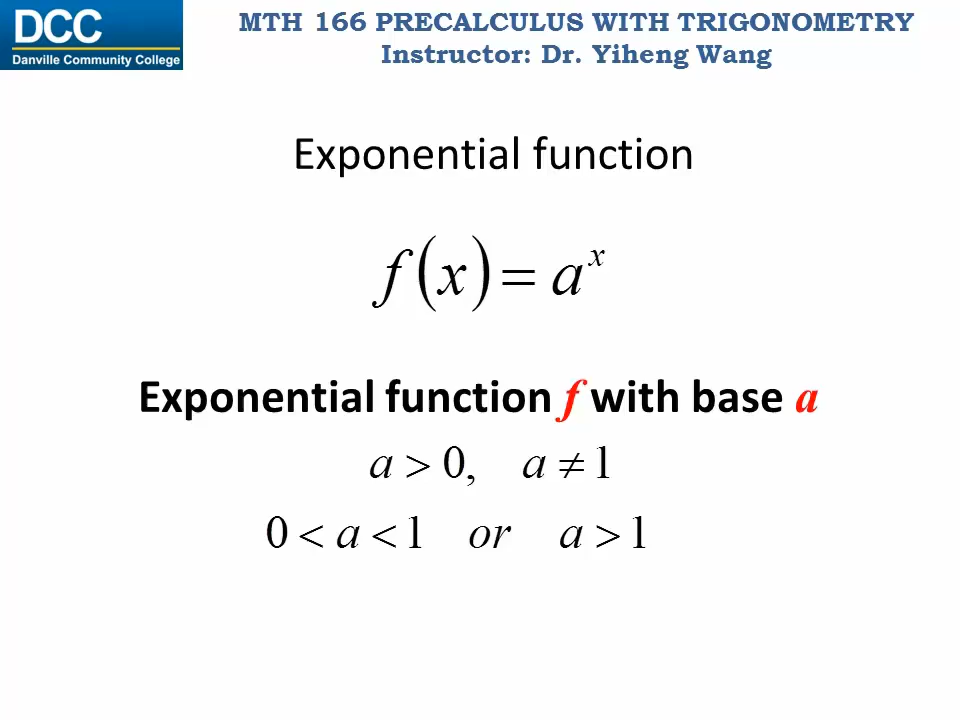 DCC
Danville Community College
MTH 166 PRECALCULUS WITH TRIGONOMETRY
Instructor: Dr. Yiheng Wang
Exponential function
f(x) = aˣ
Exponential function f with base a
a > 0, a ≠ 1
0 < a < 1 or a > 1